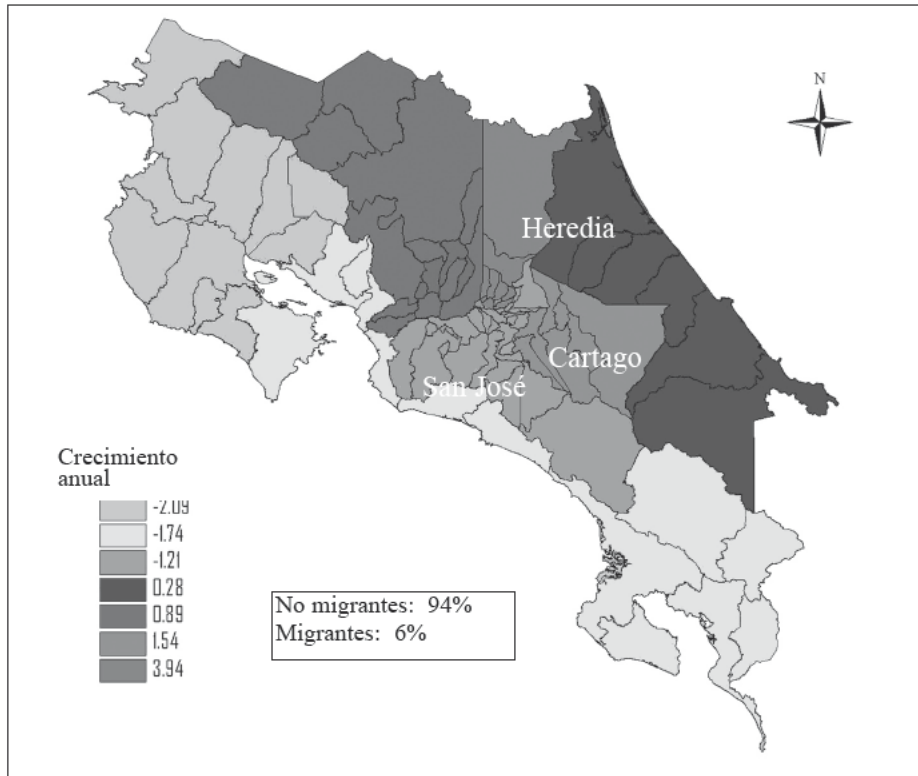 N
Heredia
Cartago
San José
Crecimiento
anual
-2.09
-1.74
-1.21
0.28
0.89
1.54
3.94
No migrantes: 94%
Migrantes: 6%